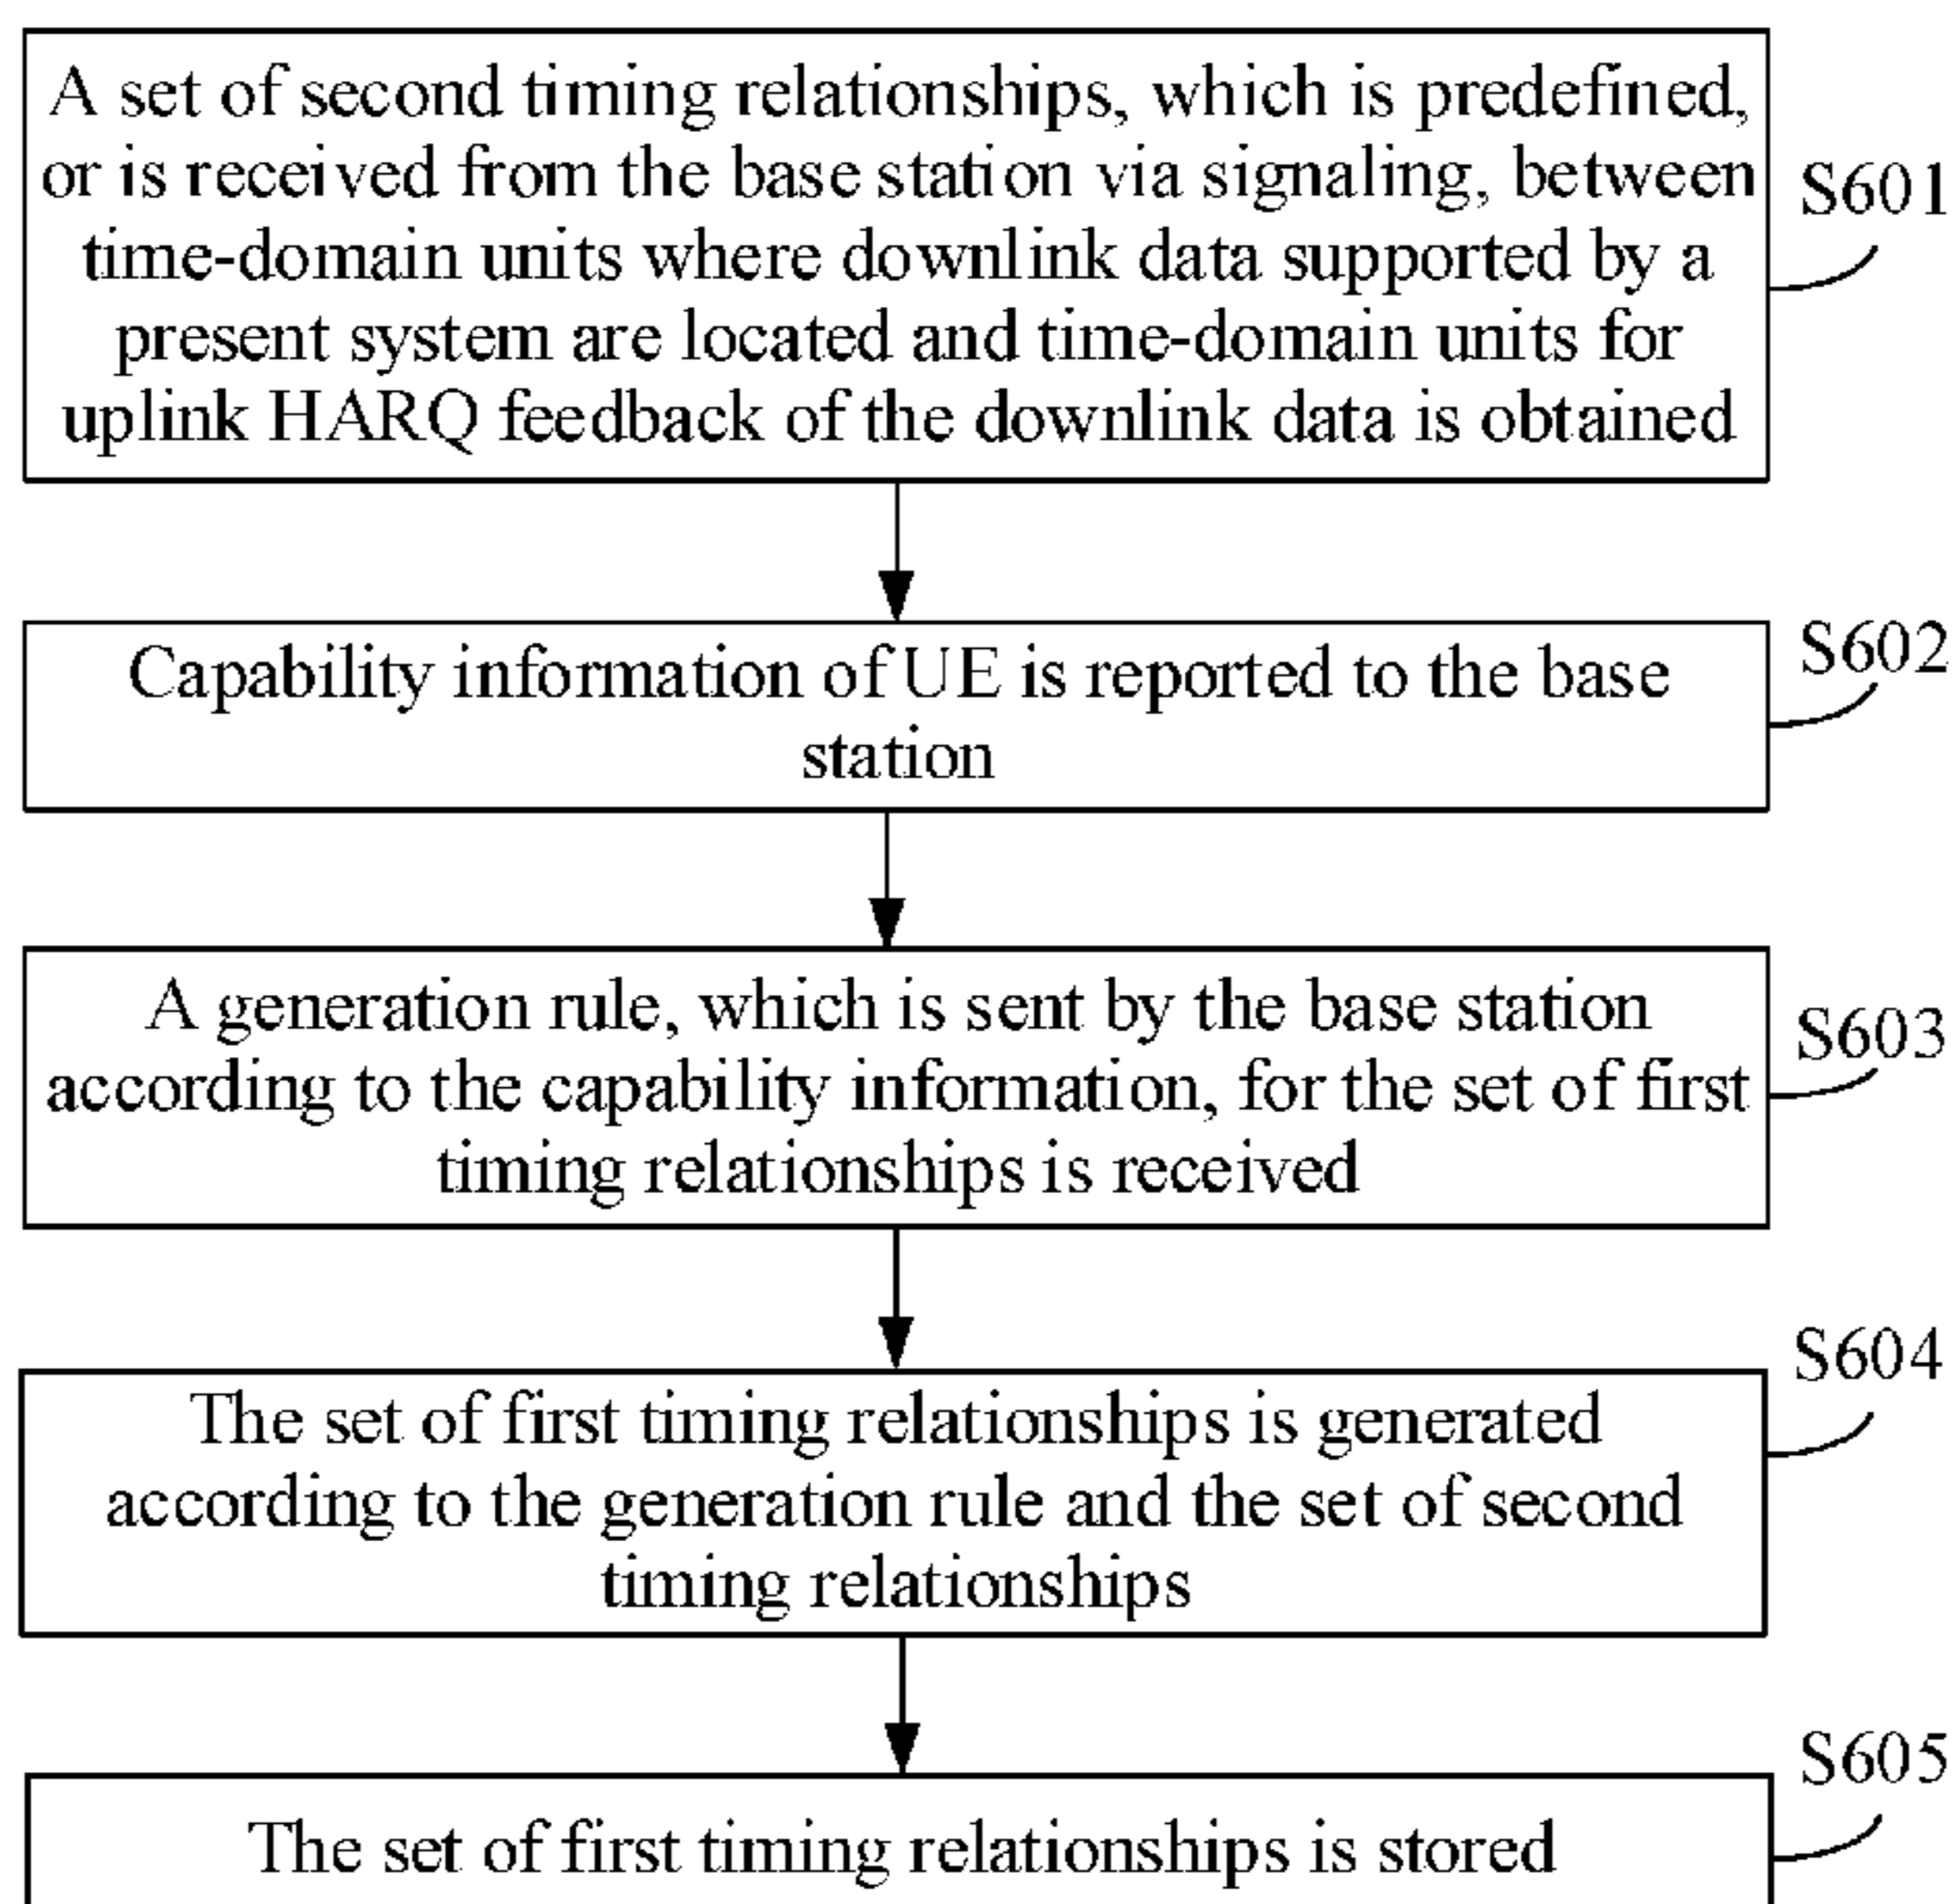 A set of second timing relationships, which is predefined,
or is received from the base station via signaling, between
time-domain units where downlink data supported by a
present system are located and time-domain units for
uplink HARQ feedback of the downlink data is obtained
S601
Capability information of UE is reported to the base
station
S602
A generation rule, which is sent by the base station
according to the capability information, for the set of first
timing relationships is received
S603
The set of first timing relationships is generated
according to the generation rule and the set of second
timing relationships
S604
The set of first timing relationships is stored
S605